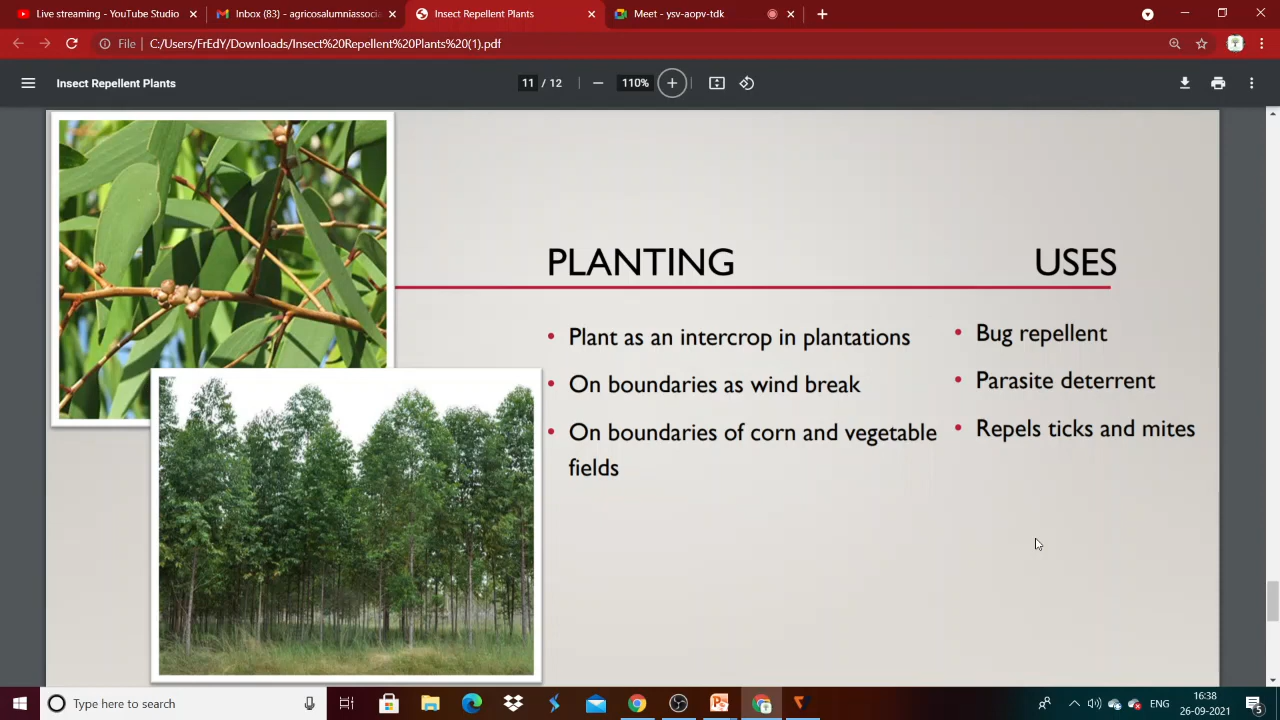 Live streaming - YouTube Studio
Inbox (83) - agricosalumniassocia
Insect Repellent Plants
Meet - ysv-aopv-tdk
File
C:/Users/FrEdY/Downloads/Insect%20Repellent%20Plants%20(1).pdf
Insect Repellent Plants
11 / 12
110%
PLANTING
USES
• Plant as an intercrop in plantations
• On boundaries as wind break
• On boundaries of corn and vegetable
fields
• Bug repellent
• Parasite deterrent
• Repels ticks and mites
Type here to search
ENG
16:38
26-09-2021
5